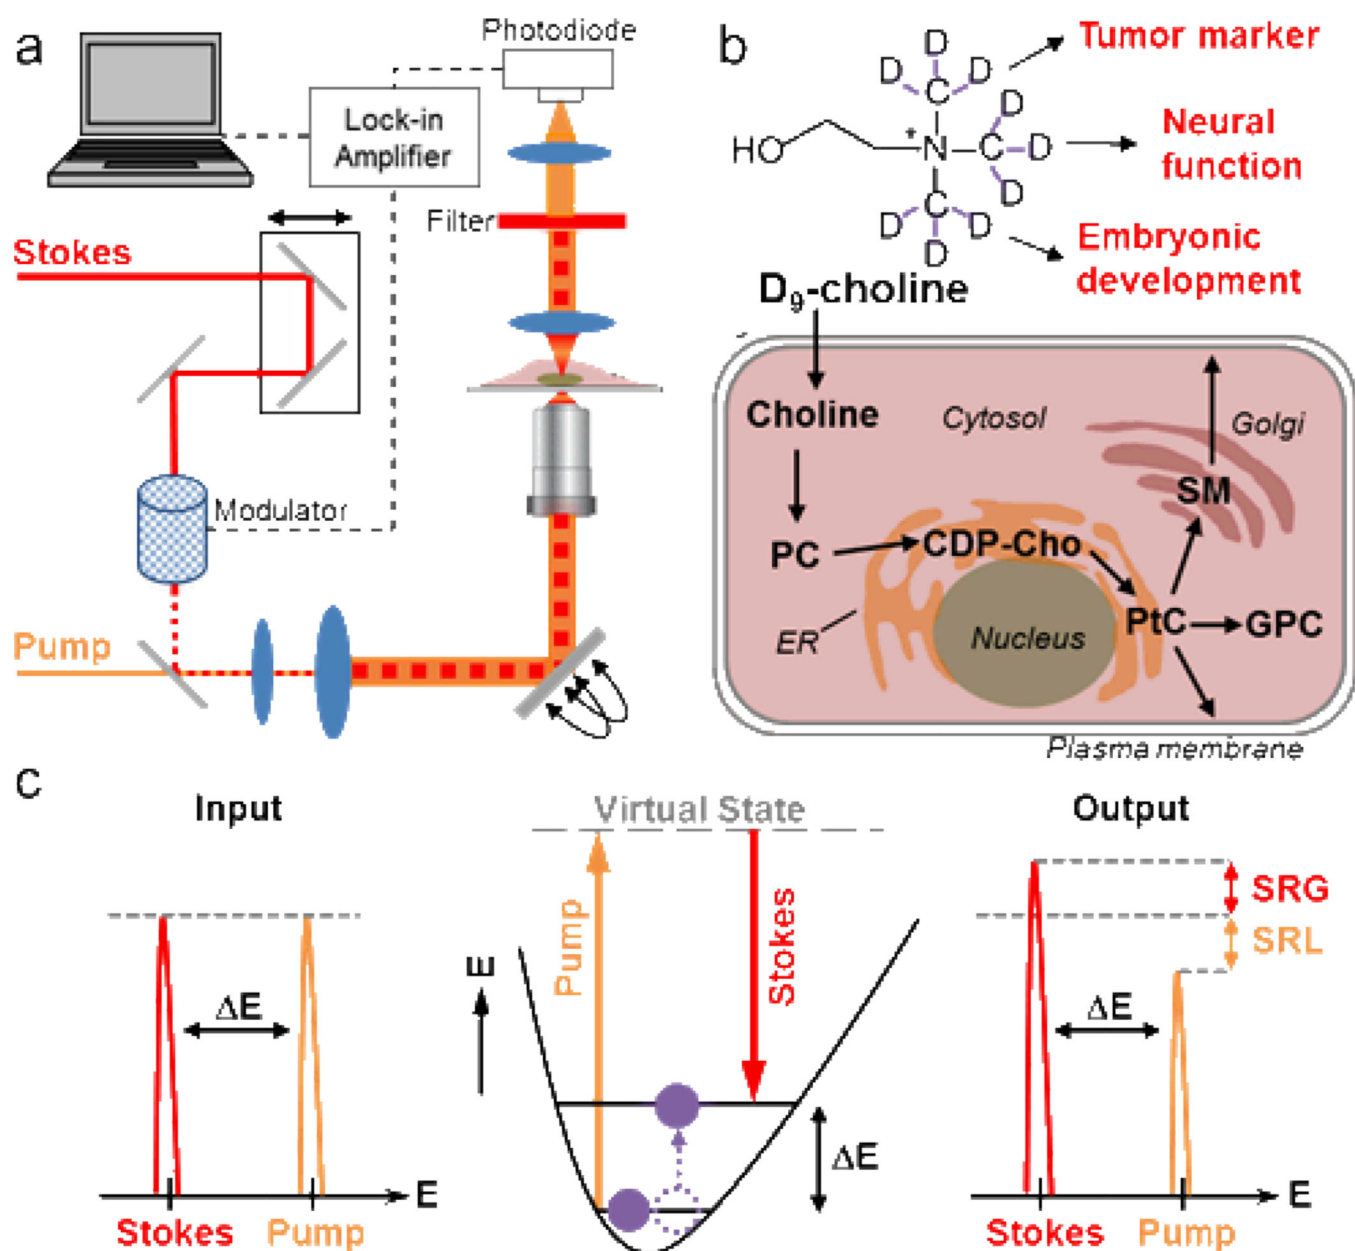 a
Photodiode
Lock-in
Amplifier
Filter
Stokes
Modulator
Pump
b
D D D
C
HO
+
N
C
D
D
D
C
D D D
Tumor marker
Neural
function
Embryonic
development
D9-choline
Choline
Cytosol
Golgi
SM
PC
CDP-Cho
ER
Nucleus
PtC
GPC
Plasma membrane
c
Input
ΔE
E
Stokes
Pump
Virtual State
E
Pump
Stokes
ΔE
Output
SRG
SRL
ΔE
E
Stokes
Pump